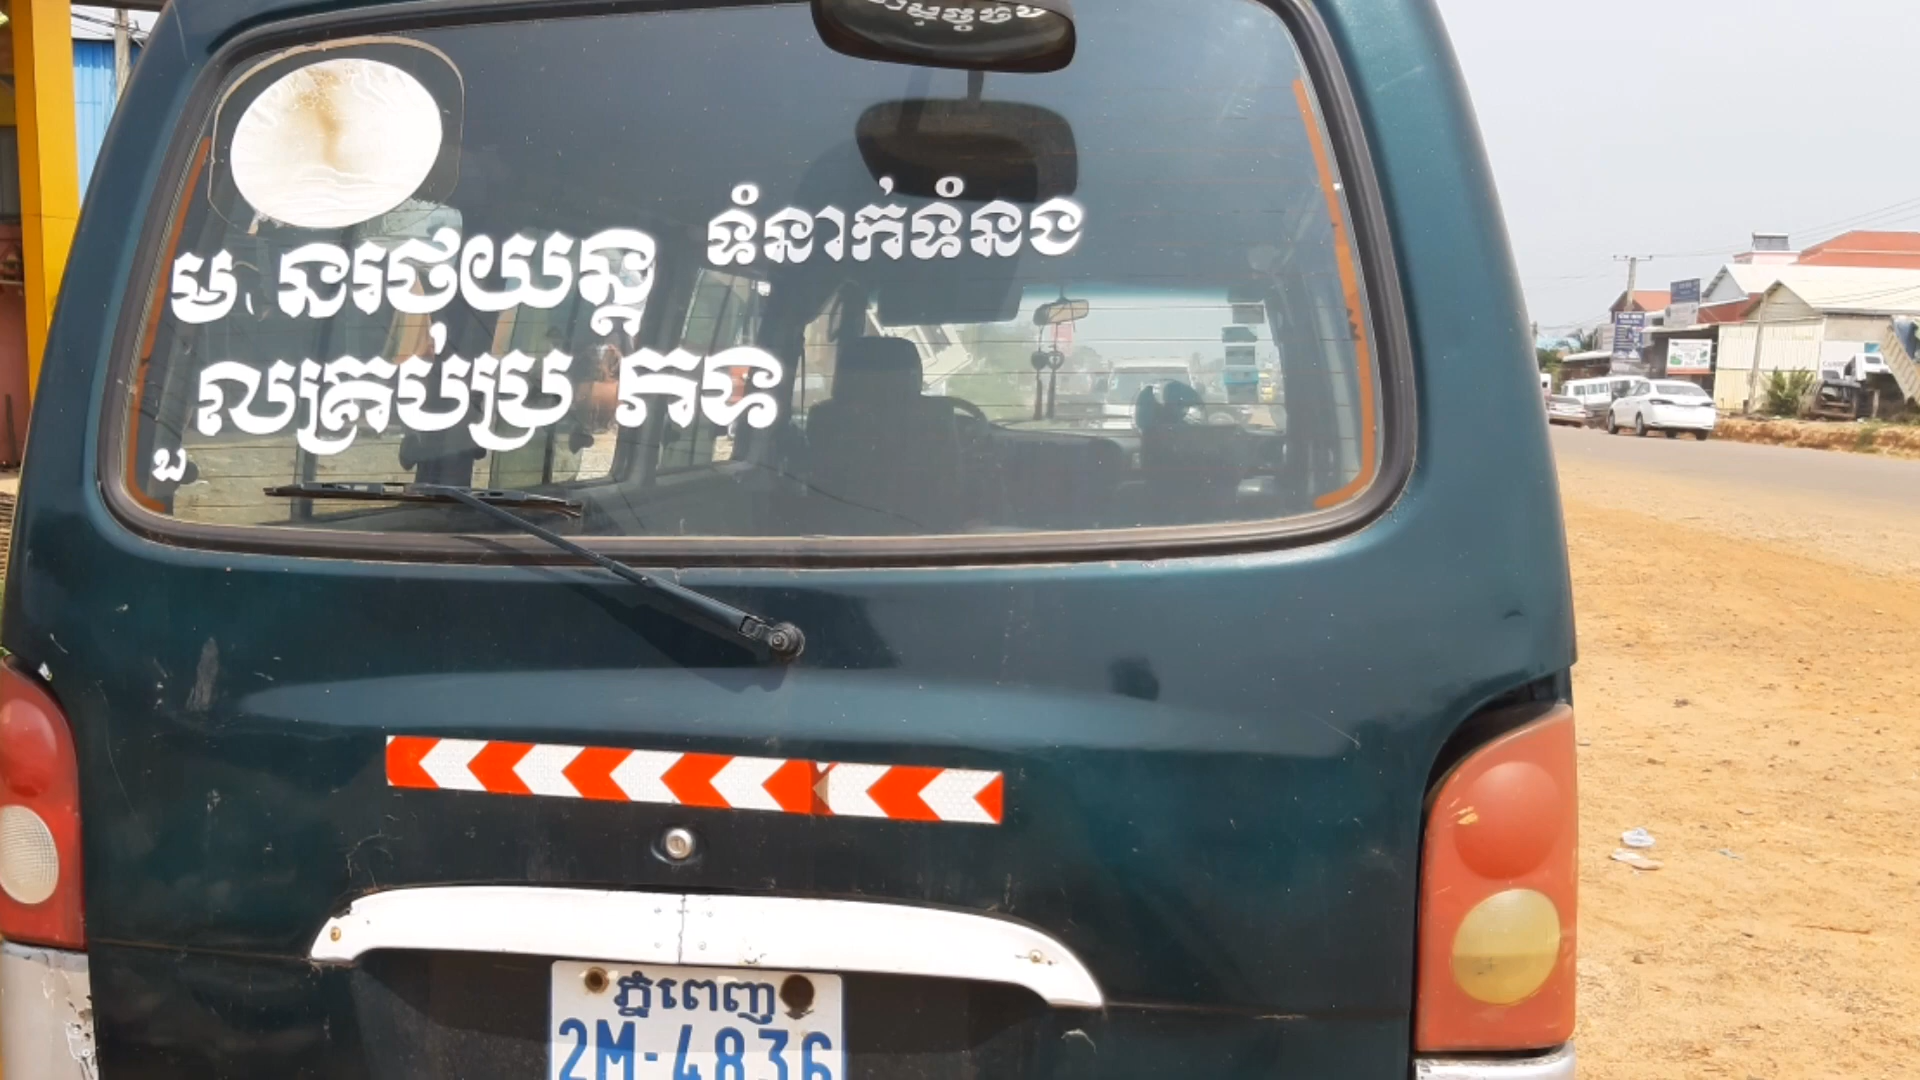 ទំនាក់ទំនង
ម នរថយន្ត
ួលគ្រប់ប្រ ភទ
ភ្នំពេញ
2M-4836